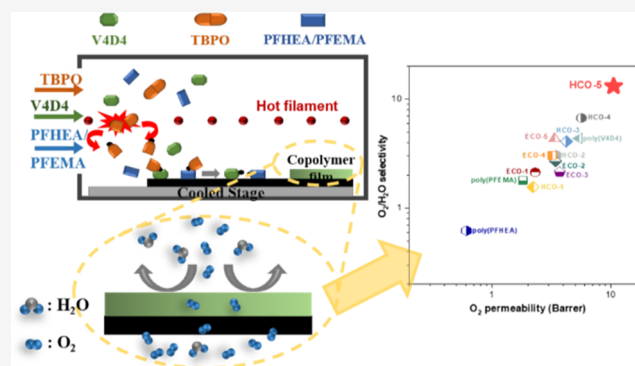 V4D4
TBPO
PFHEA/PFEMA
TBPO
V4D4
PFHEA/
PFEMA
Hot filament
Copolymer
film
Cooled Stage
: H₂O
: O₂
O₂/H₂O selectivity
10
1
HCO-5
HCO-4
ECO-5
HCO-3
poly(V4D4)
ECO-4
HCO-2
ECO-2
ECO-1
ECO-3
poly(PFEMA)
HCO-1
poly(PFHEA)
1
10
O₂ permeability (Barrer)